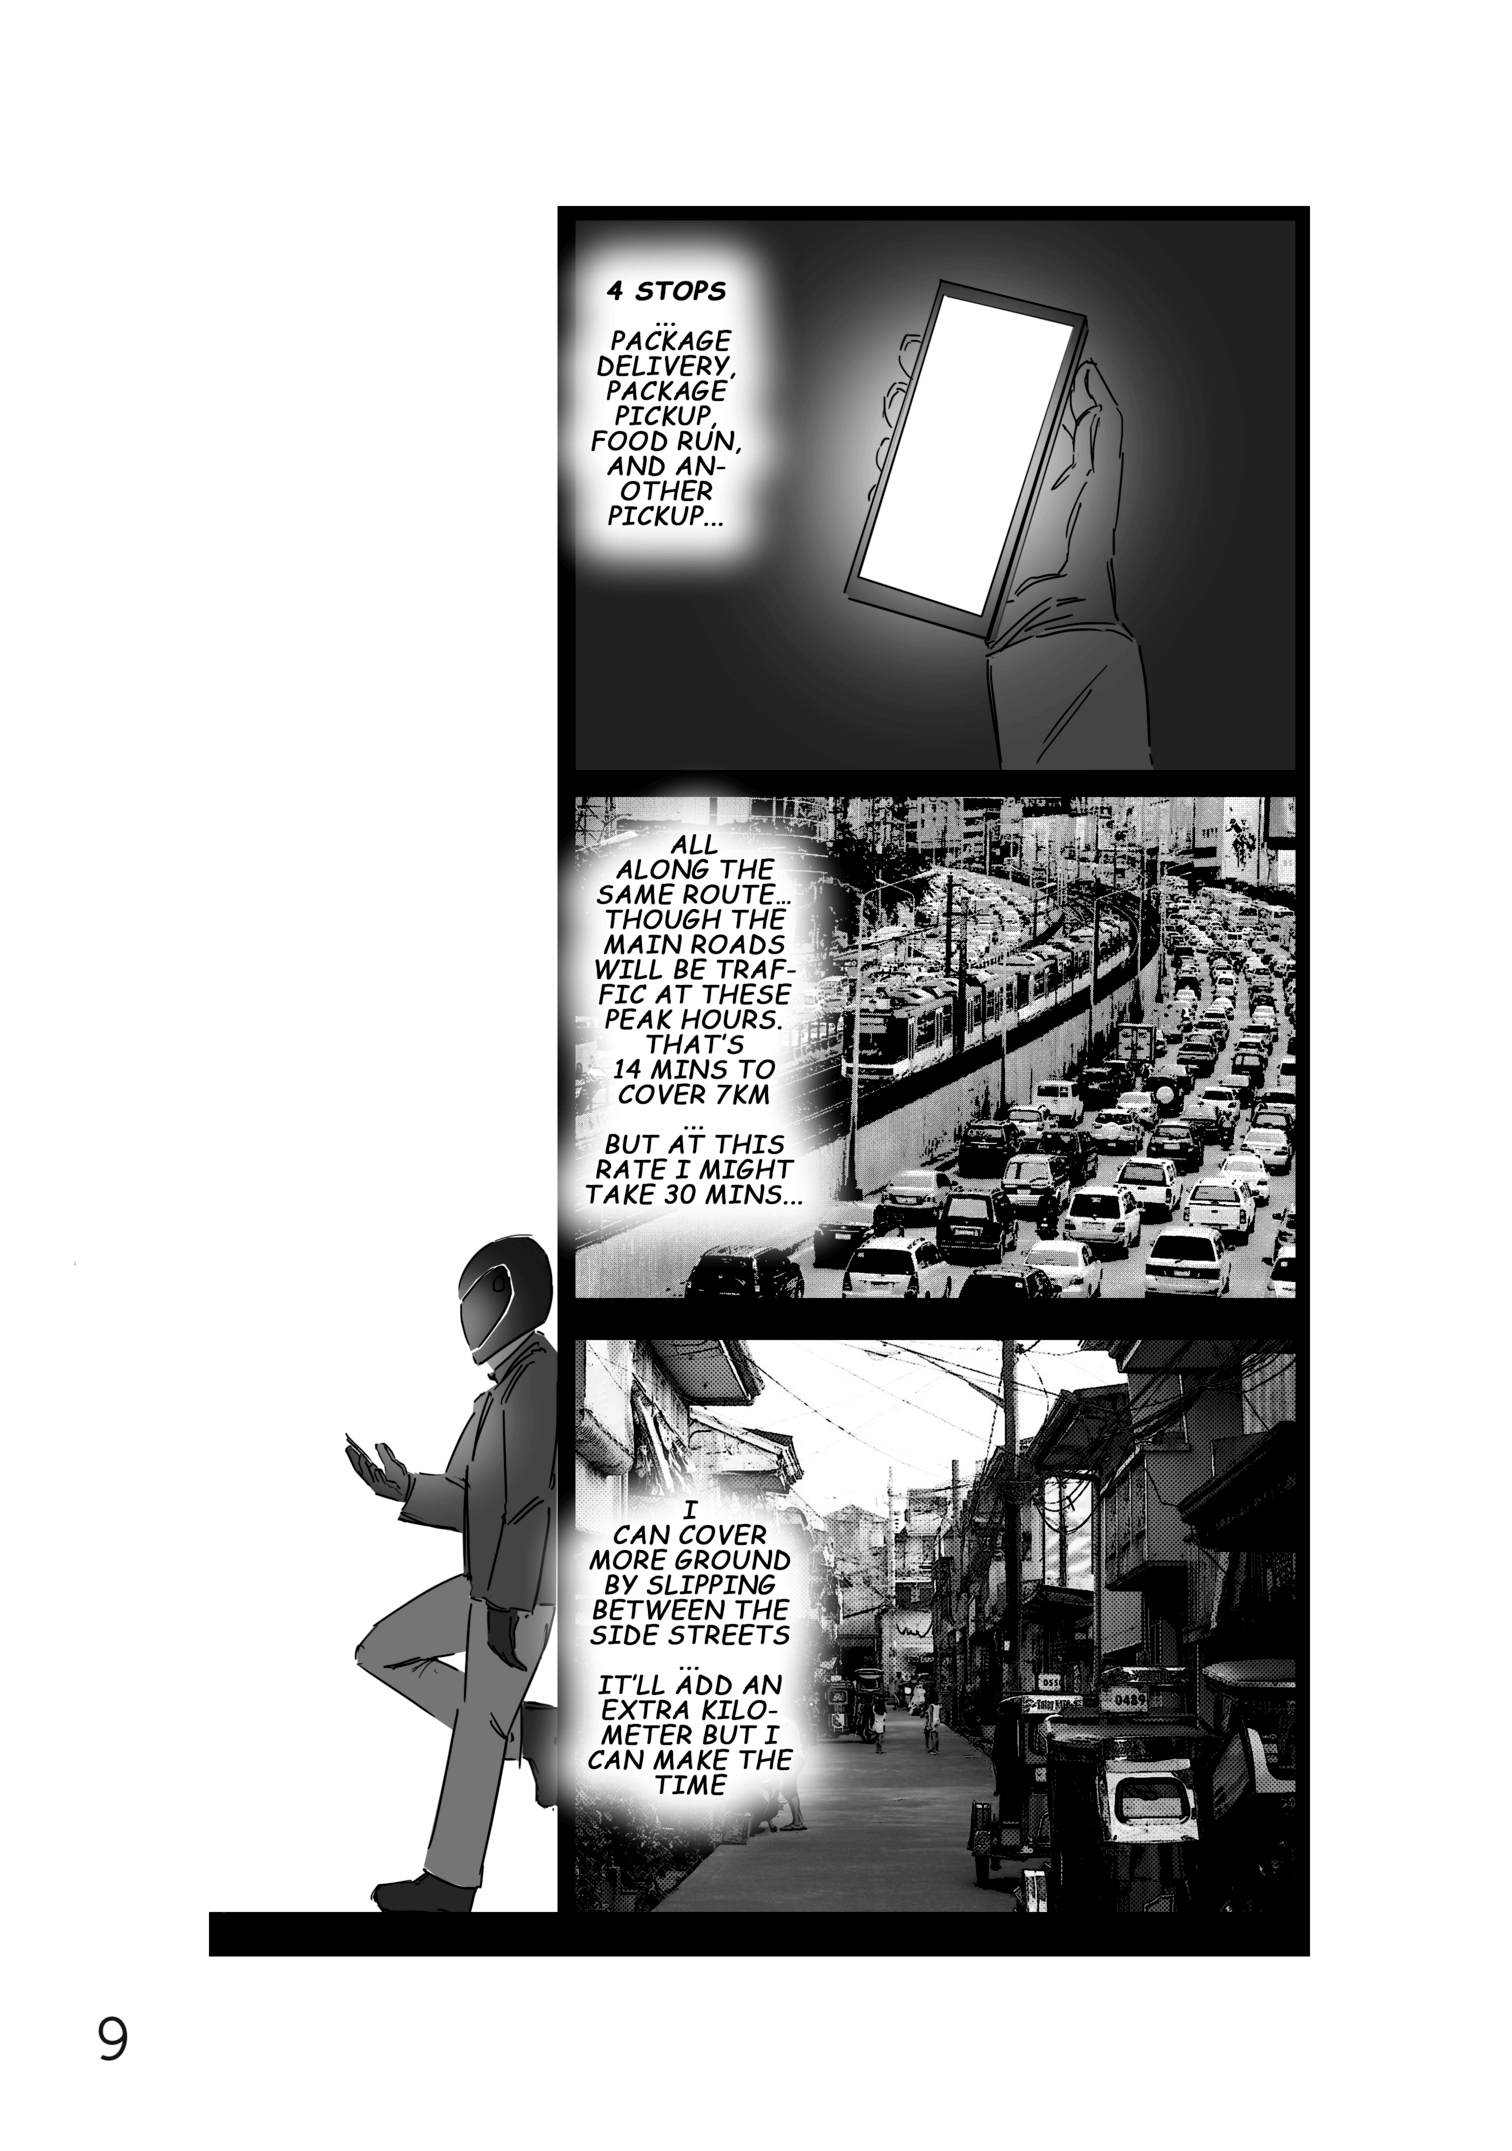 4 STOPS
...
PACKAGE
DELIVERY,
PACKAGE
PICKUP,
FOOD RUN,
AND AN-
OTHER
PICKUP...
ALL
ALONG THE
SAME ROUTE...
THOUGH THE
MAIN ROADS
WILL BE TRAF-
FIC AT THESE
PEAK HOURS.
THAT'S
14 MINS TO
COVER 7KM
...
BUT AT THIS
RATE I MIGHT
TAKE 30 MINS...
I
CAN COVER
MORE GROUND
BY SLIPPING
BETWEEN THE
SIDE STREETS
...
IT'LL ADD AN
EXTRA KILO-
METER BUT I
CAN MAKE THE
TIME
0489
9